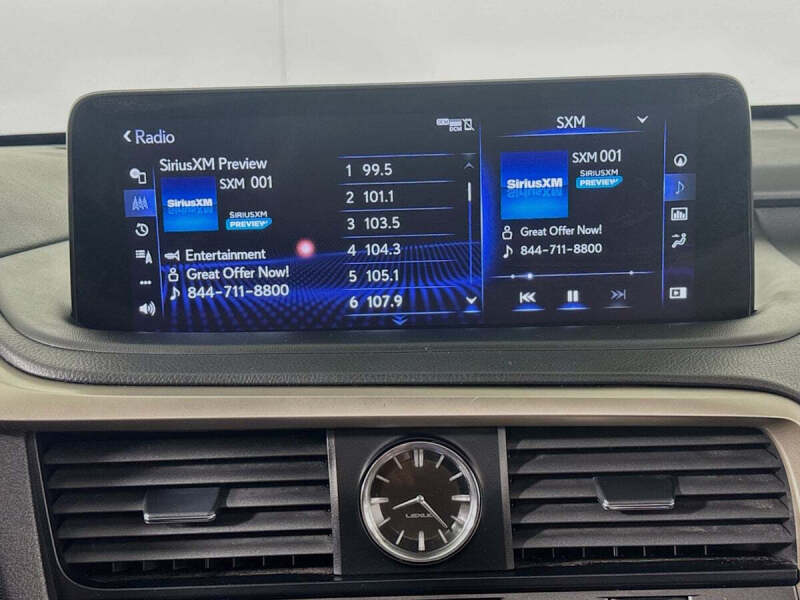 Radio
DCM
SiriusXM Preview
SiriusXM
SXM 001
SIRIUSXM
PREVIEW
Entertainment
Great Offer Now!
844-711-8800
1 99.5
2 101.1
3 103.5
4 104.3
5 105.1
6 107.9
SXM
SiriusXM
SXM 001
SIRIUSXM
PREVIEW
Great Offer Now!
844-711-8800
LEXUS